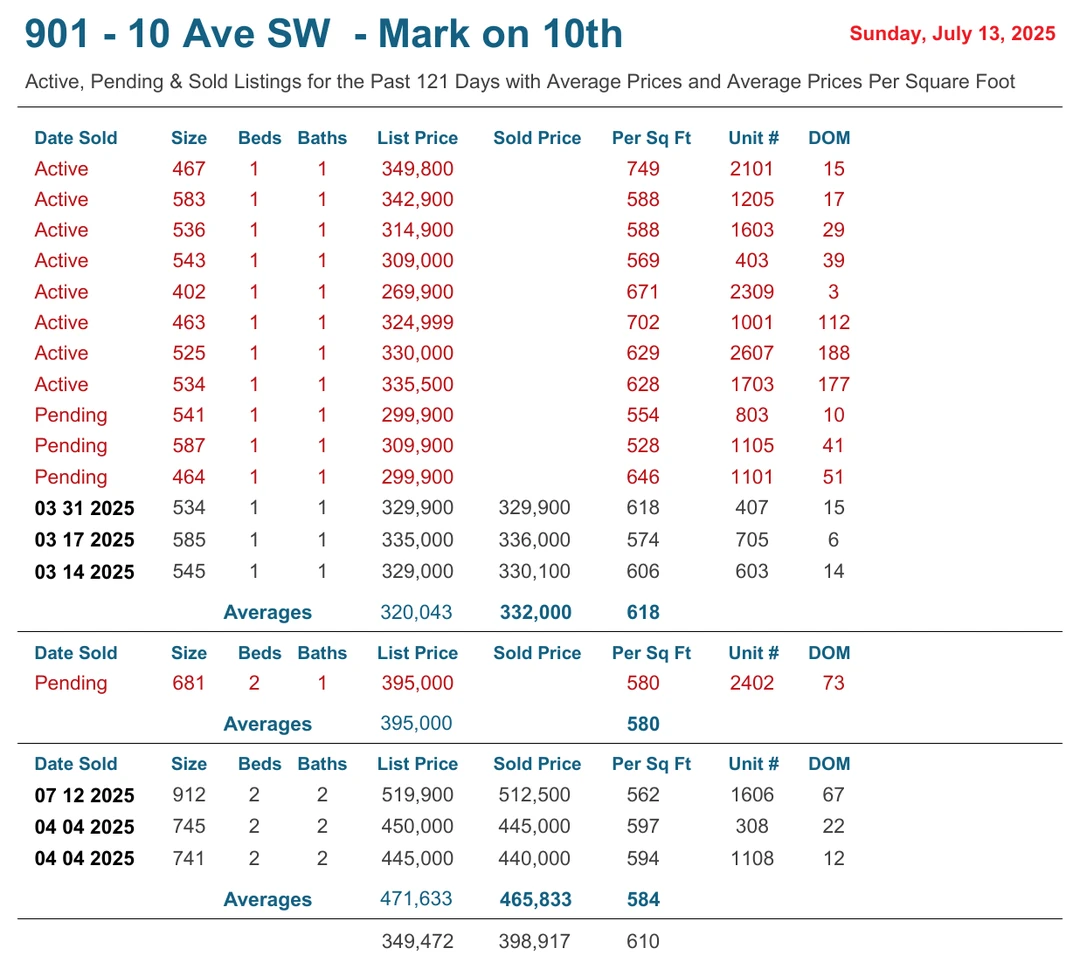 901 - 10 Ave SW - Mark on 10th Sunday, July 13, 2025
Active, Pending & Sold Listings for the Past 121 Days with Average Prices and Average Prices Per Square Foot
Date Sold Size Beds Baths List Price Sold Price Per Sq Ft Unit # DOM
Active 467 1 1 349,800 749 2101 15
Active 583 1 1 342,900 588 1205 17
Active 536 1 1 314,900 588 1603 29
Active 543 1 1 309,000 569 403 39
Active 402 1 1 269,900 671 2309 3
Active 463 1 1 324,999 702 1001 112
Active 525 1 1 330,000 629 2607 188
Active 534 1 1 335,500 628 1703 177
Pending 541 1 1 299,900 554 803 10
Pending 587 1 1 309,900 528 1105 41
Pending 464 1 1 299,900 646 1101 51
03 31 2025 534 1 1 329,900 329,900 618 407 15
03 17 2025 585 1 1 335,000 336,000 574 705 6
03 14 2025 545 1 1 329,000 330,100 606 603 14
Averages 320,043 332,000 618
Date Sold Size Beds Baths List Price Sold Price Per Sq Ft Unit # DOM
Pending 681 2 1 395,000 580 2402 73
Averages 395,000 580
Date Sold Size Beds Baths List Price Sold Price Per Sq Ft Unit # DOM
07 12 2025 912 2 2 519,900 512,500 562 1606 67
04 04 2025 745 2 2 450,000 445,000 597 308 22
04 04 2025 741 2 2 445,000 440,000 594 1108 12
Averages 471,633 465,833 584
349,472 398,917 610